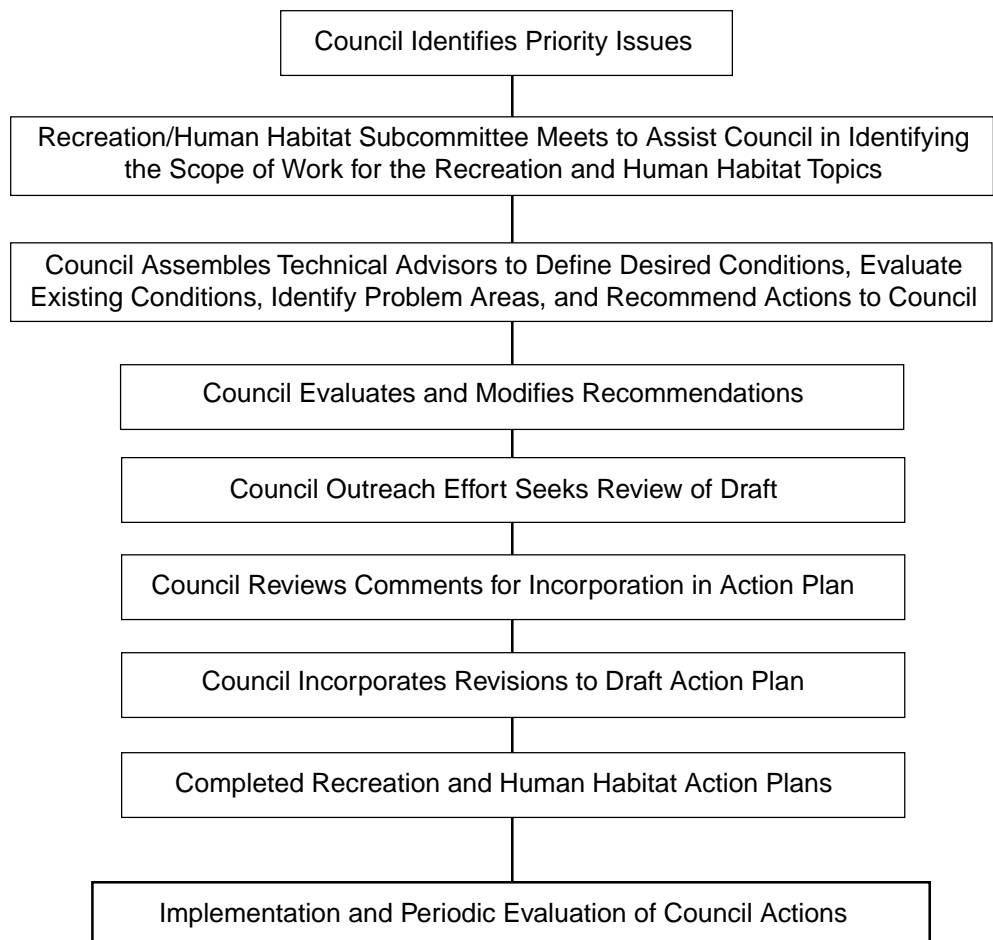 Council Identifies Priority Issues
Recreation/Human Habitat Subcommittee Meets to Assist Council in Identifying
the Scope of Work for the Recreation and Human Habitat Topics
Council Assembles Technical Advisors to Define Desired Conditions, Evaluate
Existing Conditions, Identify Problem Areas, and Recommend Actions to Council
Council Evaluates and Modifies Recommendations
Council Outreach Effort Seeks Review of Draft
Council Reviews Comments for Incorporation in Action Plan
Council Incorporates Revisions to Draft Action Plan
Completed Recreation and Human Habitat Action Plans
Implementation and Periodic Evaluation of Council Actions